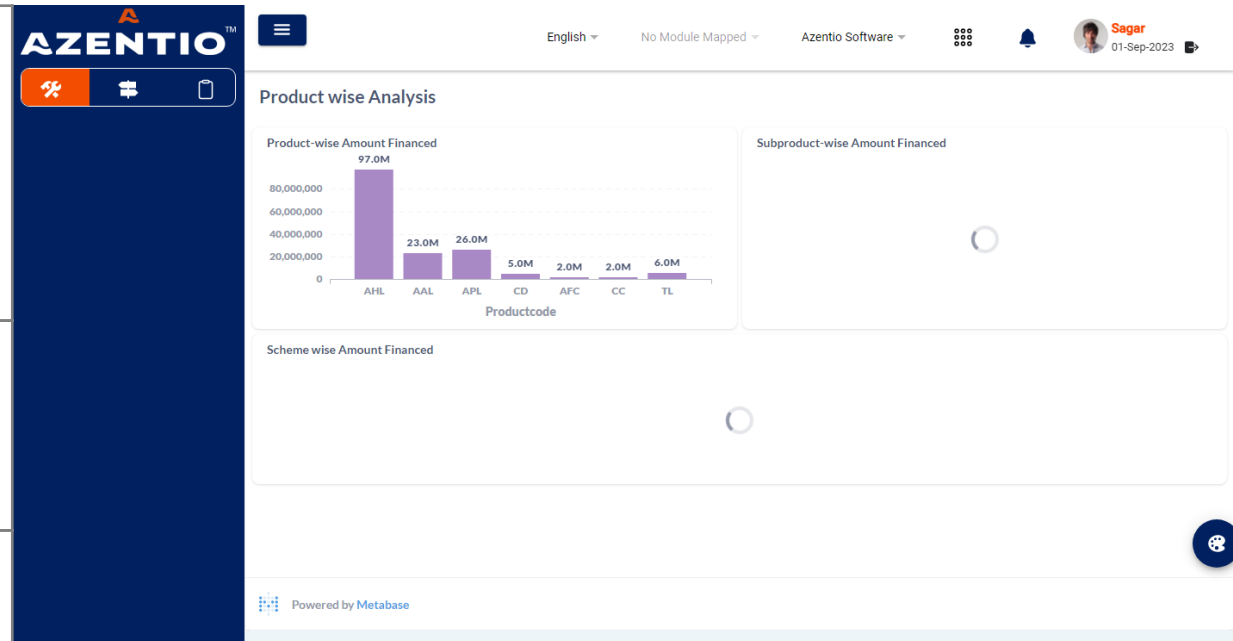 AZENTIO™
English
No Module Mapped
Azentio Software
Sagar
01-Sep-2023
Product wise Analysis
Product-wise Amount Financed
97.0M
80,000,000
60,000,000
40,000,000
20,000,000
0
23.0M
26.0M
5.0M
2.0M
2.0M
6.0M
AHL AAL APL CD AFC CC TL
Productcode
Subproduct-wise Amount Financed
Scheme wise Amount Financed
Powered by Metabase